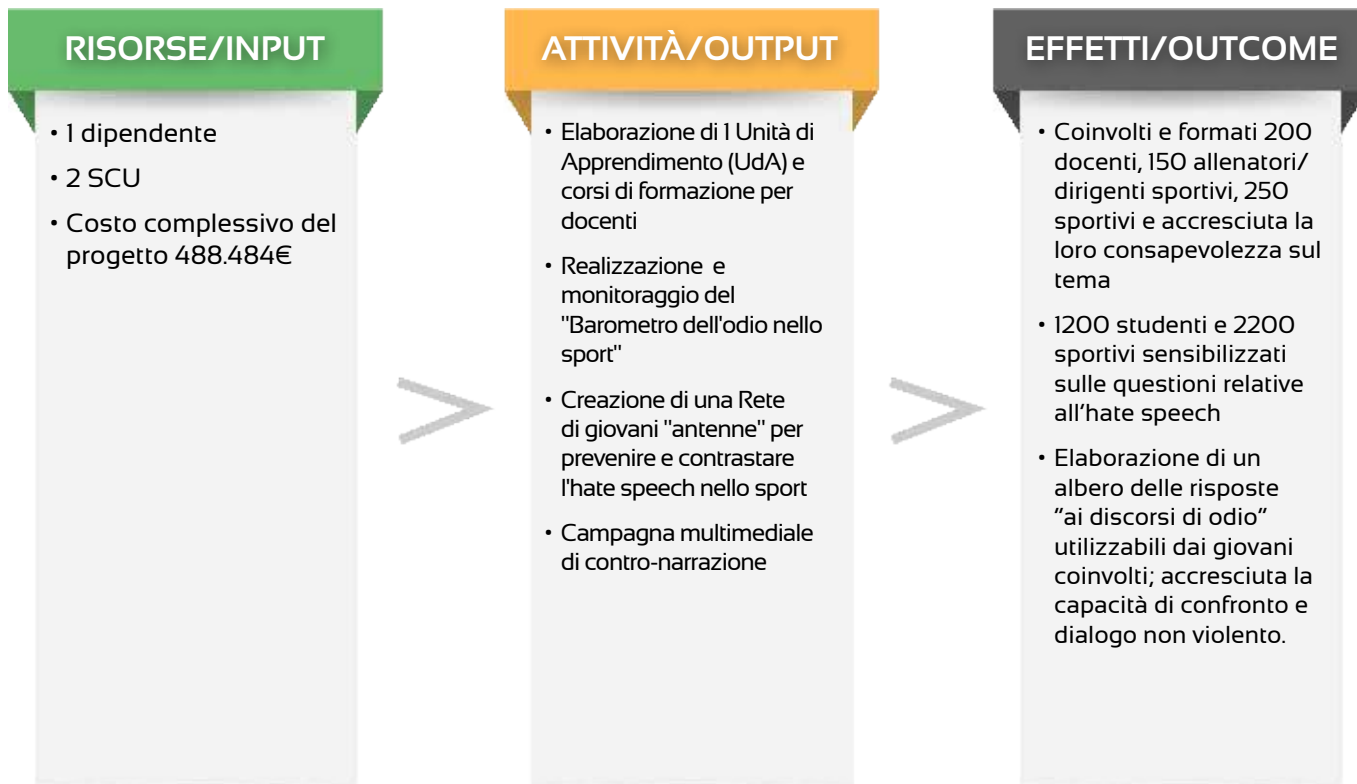 RISORSE/INPUT
• 1 dipendente
• 2 SCU
• Costo complessivo del
progetto 488.484€
>
ATTIVITÀ/OUTPUT
• Elaborazione di 1 Unità di
Apprendimento (UdA) e
corsi di formazione per
docenti
• Realizzazione e
monitoraggio del
"Barometro dell'odio nello
sport"
• Creazione di una Rete
di giovani "antenne" per
prevenire e contrastare
l'hate speech nello sport
• Campagna multimediale
di contro-narrazione
>
EFFETTI/OUTCOME
• Coinvolti e formati 200
docenti, 150 allenatori/
dirigenti sportivi, 250
sportivi e accresciuta la
loro consapevolezza sul
tema
• 1200 studenti e 2200
sportivi sensibilizzati
sulle questioni relative
all’hate speech
• Elaborazione di un
albero delle risposte
“ai discorsi di odio”
utilizzabili dai giovani
coinvolti; accresciuta la
capacità di confronto e
dialogo non violento.